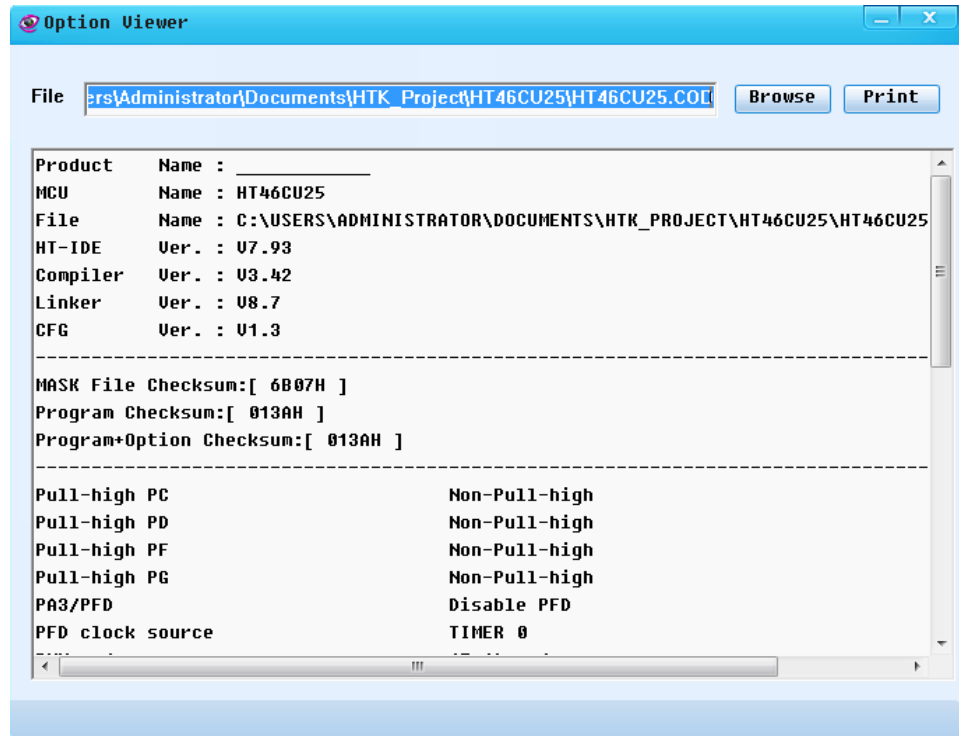 Option Viewer
File ers\Administrator\Documents\HTK_Project\HT46CU25\HT46CU25.COD Browse Print
Product Name : ____________
MCU Name : HT46CU25
File Name : C:\USERS\ADMINISTRATOR\DOCUMENTS\HTK_PROJECT\HT46CU25\HT46CU25
HT-IDE Ver. : V7.93
Compiler Ver. : V3.42
Linker Ver. : V8.7
CFG Ver. : V1.3
MASK File Checksum:[ 6B07H ]
Program Checksum:[ 013AH ]
Program+Option Checksum:[ 013AH ]
Pull-high PC Non-Pull-high
Pull-high PD Non-Pull-high
Pull-high PF Non-Pull-high
Pull-high PG Non-Pull-high
PA3/PFD Disable PFD
PFD clock source TIMER 0